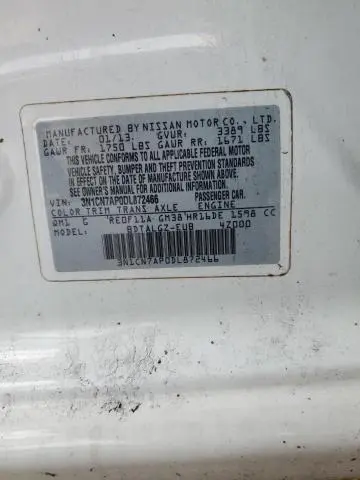 MANUFACTURED BY NISSAN MOTOR CO., LTD.
DATE: 01/13 GVWR: 3389 LBS
GAWR FR: 1750 LBS GAWR RR: 1671 LBS
THIS VEHICLE CONFORMS TO ALL APPLICABLE FEDERAL MOTOR
VEHICLE SAFETY, BUMPER, AND THEFT PREVENTION STANDARDS
IN EFFECT ON THE DATE OF MANUFACTURE SHOWN ABOVE.
SEE OWNER'S MANUAL FOR ADDITIONAL INFORMATION.
VIN: 3N1CN7AP0DL872466 PASSENGER CAR.
COLOR TRIM TRANS AXLE ENGINE
QM1 G RE0F11A GM38 HR16DE 1598 CC
MODEL: BDTALGZ-EUB 4Z000
3N1CN7AP0DL872466